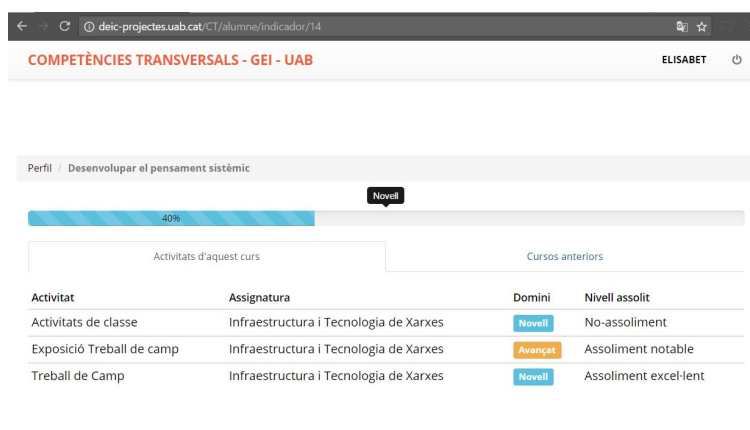 deic-projectes.uab.cat/CT/alumne/indicador/14
COMPETÈNCIES TRANSVERSALS - GEI - UAB ELISABET
Perfil / Desenvolupar el pensament sistèmic
Novell
40%
Activitats d'aquest curs Cursos anteriors
Activitat Assignatura Domini Nivell assolit
Activitats de classe Infraestructura i Tecnologia de Xarxes Novell No-assoliment
Exposició Treball de camp Infraestructura i Tecnologia de Xarxes Avançat Assoliment notable
Treball de Camp Infraestructura i Tecnologia de Xarxes Novell Assoliment excel·lent